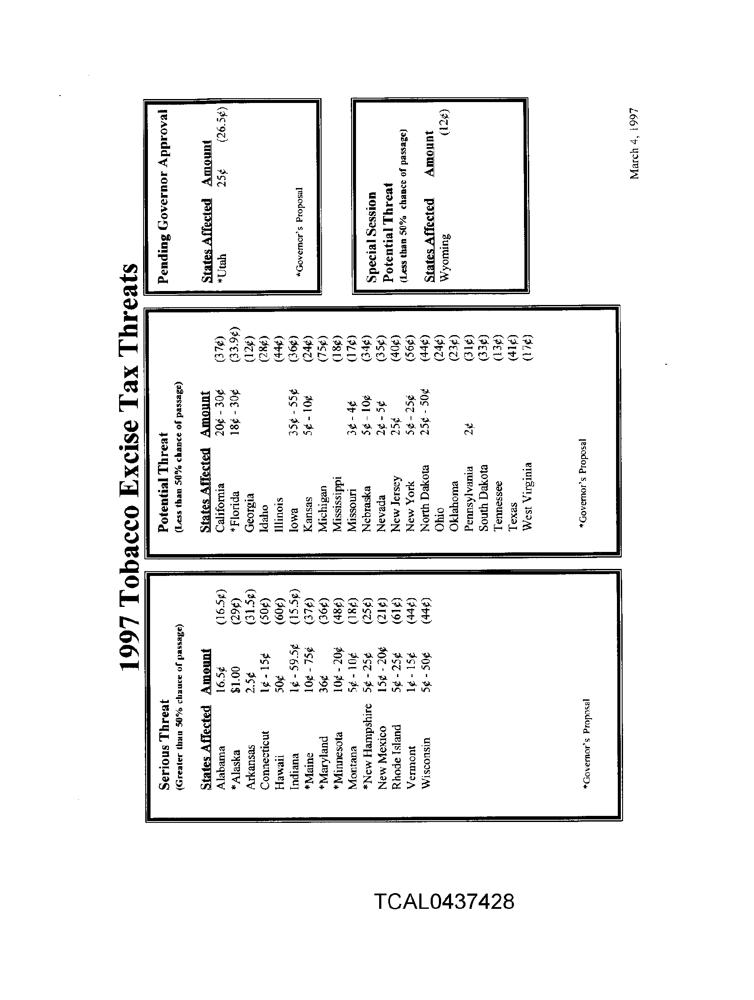 1997 Tobacco Excise Tax Threats
Serious Threat
(Greater than 50% chance of passage)
States Affected Amount
Alabama 16.5¢ (16.5¢)
*Alaska $1.00 (29¢)
Arkansas 2.5¢ (31.5¢)
Connecticut 1¢ - 15¢ (50¢)
Hawaii 50¢ (60¢)
Indiana 1¢ - 59.5¢ (15.5¢)
*Maine 10¢ - 75¢ (37¢)
*Maryland 36¢ (36¢)
*Minnesota 10¢ - 20¢ (48¢)
Montana 5¢ - 10¢ (18¢)
*New Hampshire 5¢ - 25¢ (25¢)
New Mexico 15¢ - 20¢ (21¢)
Rhode Island 5¢ - 25¢ (61¢)
Vermont 1¢ - 15¢ (44¢)
Wisconsin 5¢ - 50¢ (44¢)
*Governor's Proposal
Potential Threat
(Less than 50% chance of passage)
States Affected Amount
California 20¢ - 30¢ (37¢)
*Florida 18¢ - 30¢ (33.9¢)
Georgia (12¢)
Idaho (28¢)
Illinois (44¢)
Iowa 35¢ - 55¢ (36¢)
Kansas 5¢ - 10¢ (24¢)
Michigan (75¢)
Mississippi (18¢)
Missouri 3¢ - 4¢ (17¢)
Nebraska 5¢ - 10¢ (34¢)
Nevada 2¢ - 5¢ (35¢)
New Jersey 25¢ (40¢)
New York 5¢ - 25¢ (56¢)
North Dakota 25¢ - 50¢ (44¢)
Ohio (24¢)
Oklahoma (23¢)
Pennsylvania 2¢ (31¢)
South Dakota (33¢)
Tennessee (13¢)
Texas (41¢)
West Virginia (17¢)
*Governor's Proposal
Pending Governor Approval
States Affected Amount
*Utah 25¢ (26.5¢)
*Governor's Proposal
Special Session
Potential Threat
(Less than 50% chance of passage)
States Affected Amount
Wyoming (12¢)
March 4, 1997
TCAL0437428